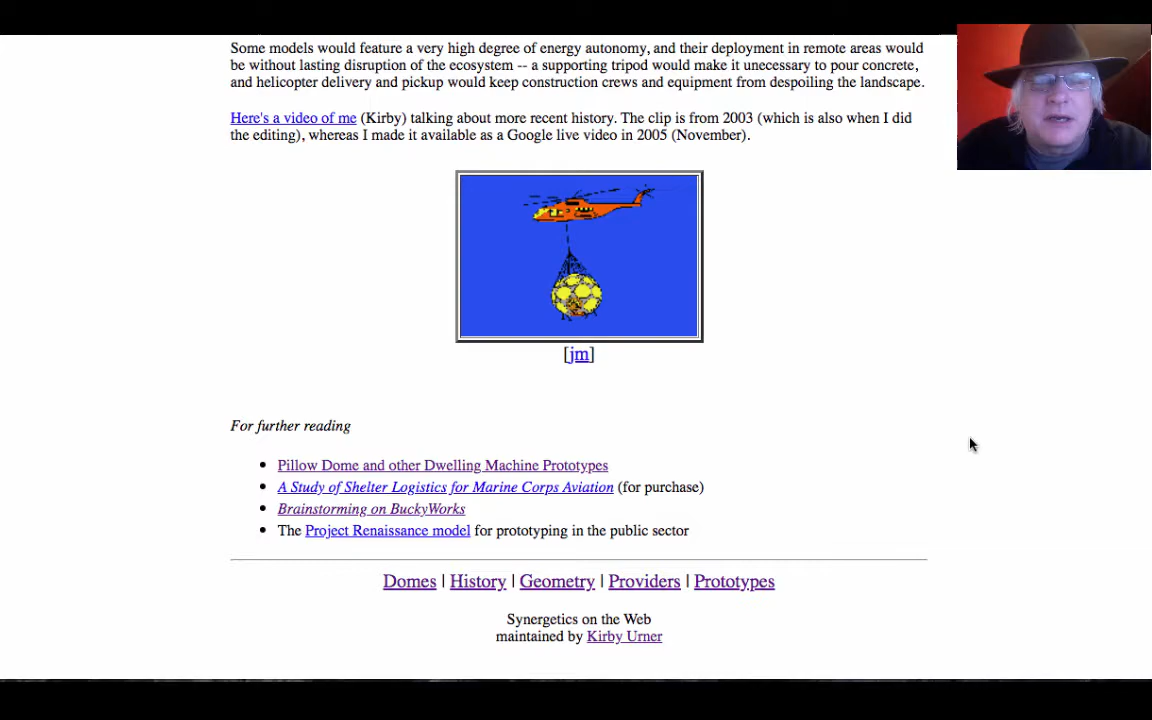 Some models would feature a very high degree of energy autonomy, and their deployment in remote areas would
be without lasting disruption of the ecosystem -- a supporting tripod would make it unecessary to pour concrete,
and helicopter delivery and pickup would keep construction crews and equipment from despoiling the landscape.
Here's a video of me (Kirby) talking about more recent history. The clip is from 2003 (which is also when I did
the editing), whereas I made it available as a Google live video in 2005 (November).
[jm]
For further reading
Pillow Dome and other Dwelling Machine Prototypes
A Study of Shelter Logistics for Marine Corps Aviation (for purchase)
Brainstorming on BuckyWorks
The Project Renaissance model for prototyping in the public sector
Domes | History | Geometry | Providers | Prototypes
Synergetics on the Web
maintained by Kirby Urner